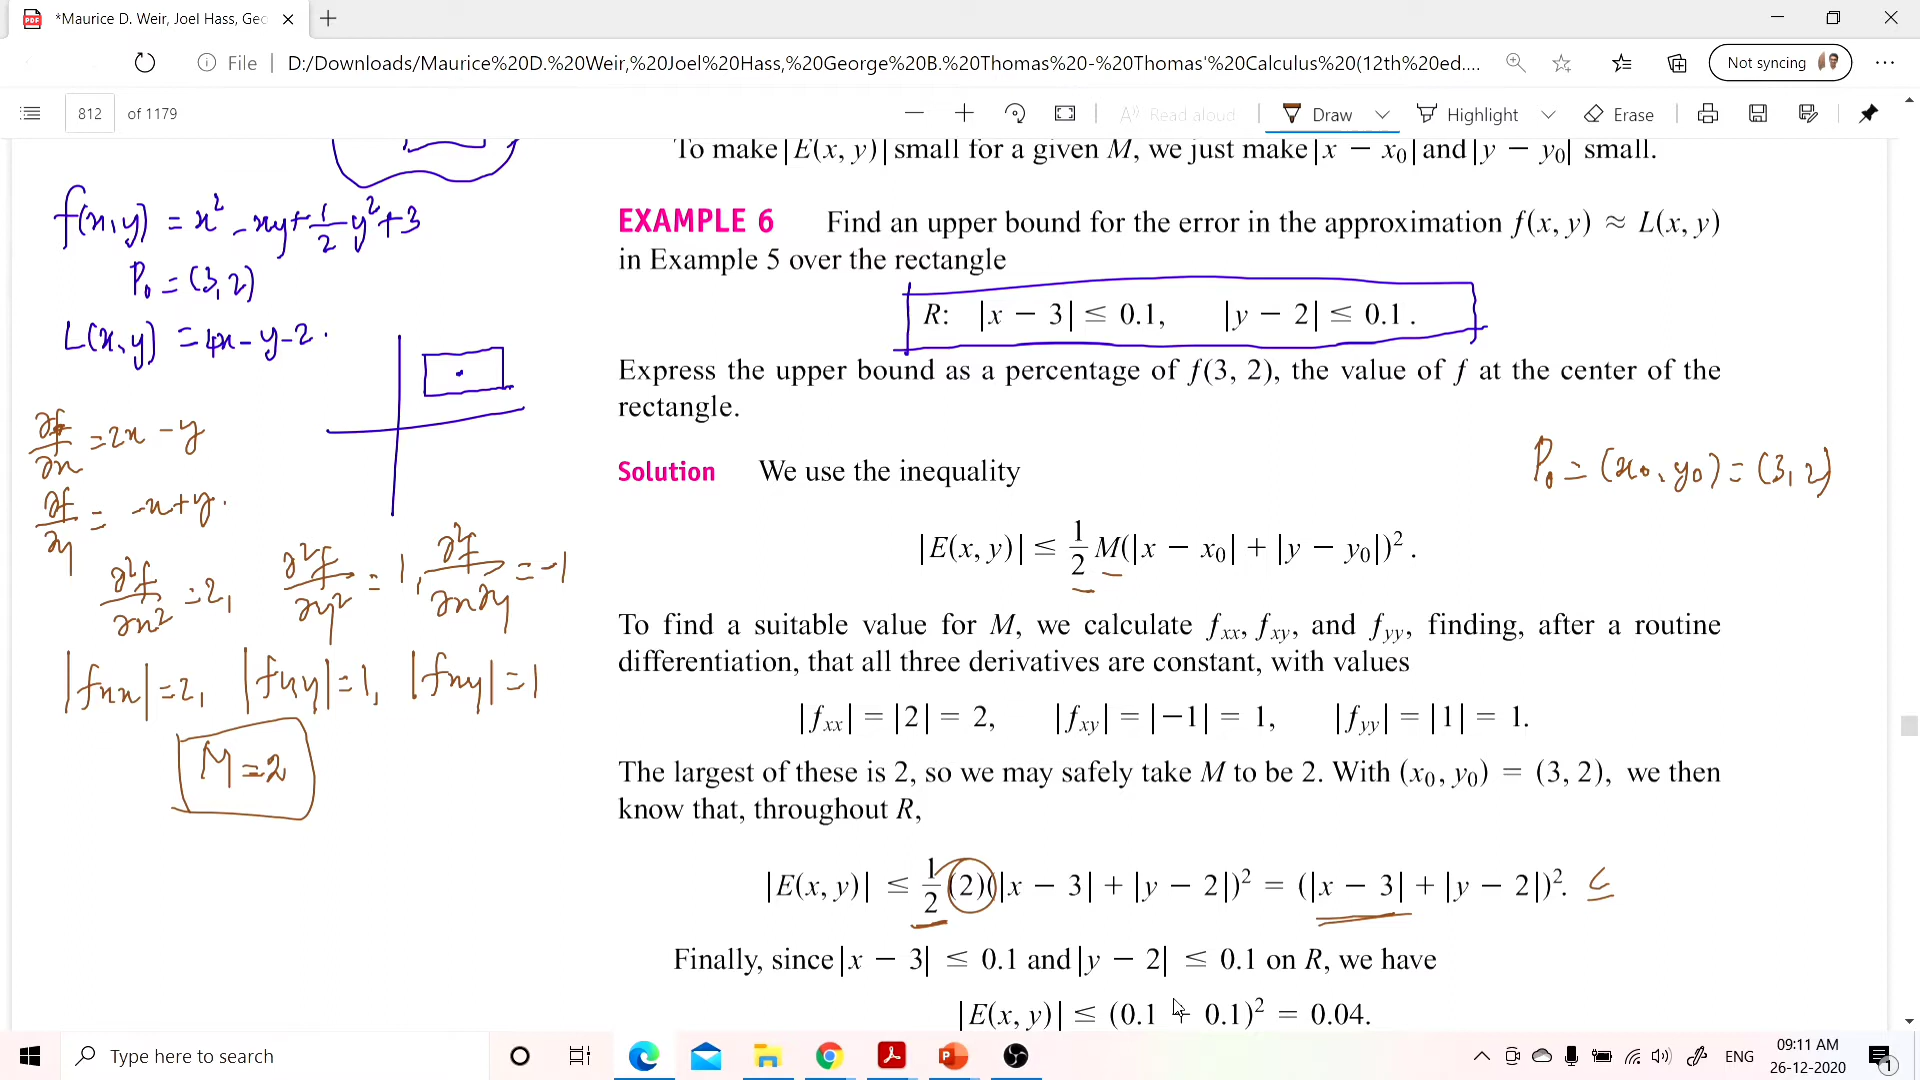 *Maurice D. Weir, Joel Hass, Geo
File | D:/Downloads/Maurice%20D.%20Weir,%20Joel%20Hass,%20George%20B.%20Thomas%20-%20Thomas'%20Calculus%20(12th%20ed....
Not syncing
812 of 1179
Read aloud
Draw
Highlight
Erase
To make |E(x, y)| small for a given M, we just make |x − x₀| and |y − y₀| small.
f(x,y) = x² - xy + 1/2 y² + 3
P₀ = (3,2)
L(x,y) = 4x - y - 2.
∂f/∂x = 2x - y
∂f/∂y = -x + y.
∂²f/∂x² = 2, ∂²f/∂y² = 1, ∂²f/∂x∂y = -1
|fxx| = 2, |fyy| = 1, |fxy| = 1
M = 2
EXAMPLE 6 Find an upper bound for the error in the approximation f(x, y) ≈ L(x, y)
in Example 5 over the rectangle
R: |x − 3| ≤ 0.1, |y − 2| ≤ 0.1.
Express the upper bound as a percentage of f(3, 2), the value of f at the center of the
rectangle.
P₀ = (x₀, y₀) = (3, 2)
Solution We use the inequality
|E(x, y)| ≤ 1/2 M(|x − x₀| + |y − y₀|)².
To find a suitable value for M, we calculate fxx, fxy, and fyy, finding, after a routine
differentiation, that all three derivatives are constant, with values
|fxx| = |2| = 2, |fxy| = |−1| = 1, |fyy| = |1| = 1.
The largest of these is 2, so we may safely take M to be 2. With (x₀, y₀) = (3, 2), we then
know that, throughout R,
|E(x, y)| ≤ 1/2 (2)(|x − 3| + |y − 2|)² = (|x − 3| + |y − 2|)². ≤
Finally, since |x − 3| ≤ 0.1 and |y − 2| ≤ 0.1 on R, we have
|E(x, y)| ≤ (0.1 + 0.1)² = 0.04.
Type here to search
ENG
09:11 AM
26-12-2020
1